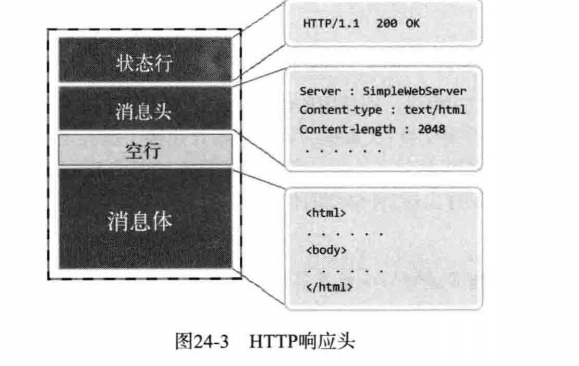 状态行
HTTP/1.1 200 OK
消息头
Server : SimpleWebServer
Content-type : text/html
Content-length : 2048
. . . . . .
空行
消息体
<html>
. . . . . .
<body>
. . . . . .
</html>
图24-3 HTTP响应头